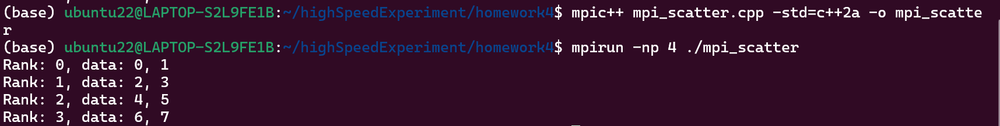 (base) ubuntu22@LAPTOP-S2L9FE1B:~/highSpeedExperiment/homework4$ mpic++ mpi_scatter.cpp -std=c++2a -o mpi_scatte
r
(base) ubuntu22@LAPTOP-S2L9FE1B:~/highSpeedExperiment/homework4$ mpirun -np 4 ./mpi_scatter
Rank: 0, data: 0, 1
Rank: 1, data: 2, 3
Rank: 2, data: 4, 5
Rank: 3, data: 6, 7